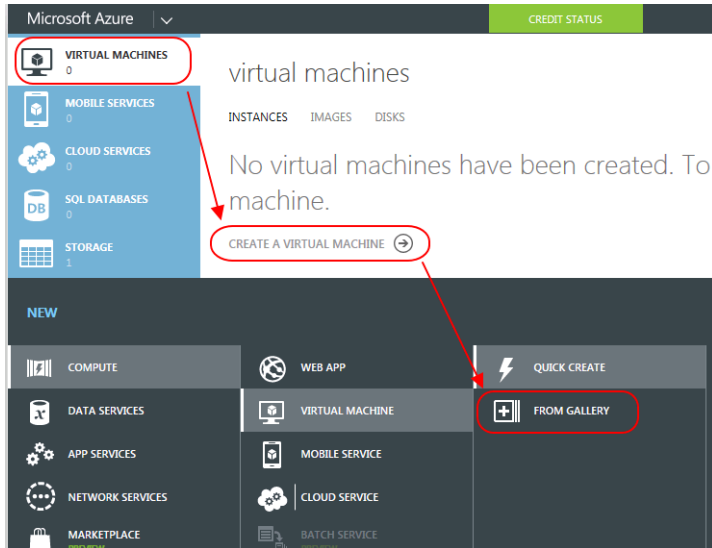 Microsoft Azure
CREDIT STATUS
VIRTUAL MACHINES
0
MOBILE SERVICES
0
CLOUD SERVICES
0
SQL DATABASES
0
STORAGE
1
virtual machines
INSTANCES IMAGES DISKS
No virtual machines have been created. To
machine.
CREATE A VIRTUAL MACHINE
NEW
COMPUTE
DATA SERVICES
APP SERVICES
NETWORK SERVICES
MARKETPLACE
PREVIEW
WEB APP
VIRTUAL MACHINE
MOBILE SERVICE
CLOUD SERVICE
BATCH SERVICE
PREVIEW
QUICK CREATE
FROM GALLERY
DB
x